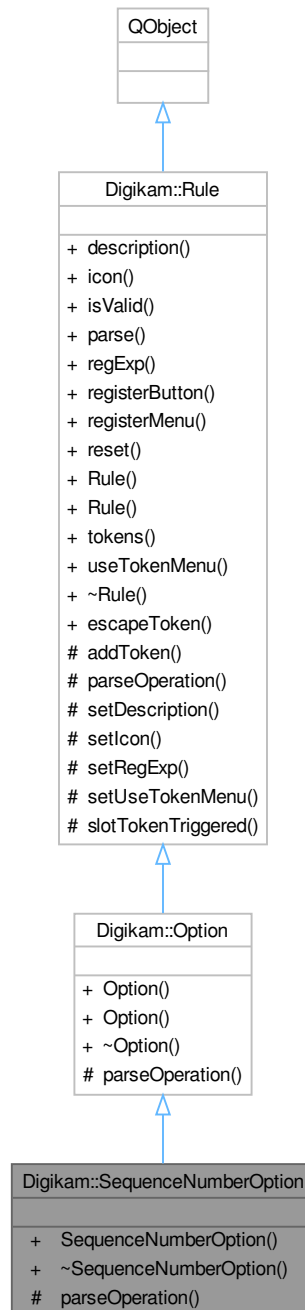 QObject
Digikam::Rule
+ description()
+ icon()
+ isValid()
+ parse()
+ regExp()
+ registerButton()
+ registerMenu()
+ reset()
+ Rule()
+ Rule()
+ tokens()
+ useTokenMenu()
+ ~Rule()
+ escapeToken()
# addToken()
# parseOperation()
# setDescription()
# setIcon()
# setRegExp()
# setUseTokenMenu()
# slotTokenTriggered()
Digikam::Option
+ Option()
+ Option()
+ ~Option()
# parseOperation()
Digikam::SequenceNumberOption
+ SequenceNumberOption()
+ ~SequenceNumberOption()
# parseOperation()